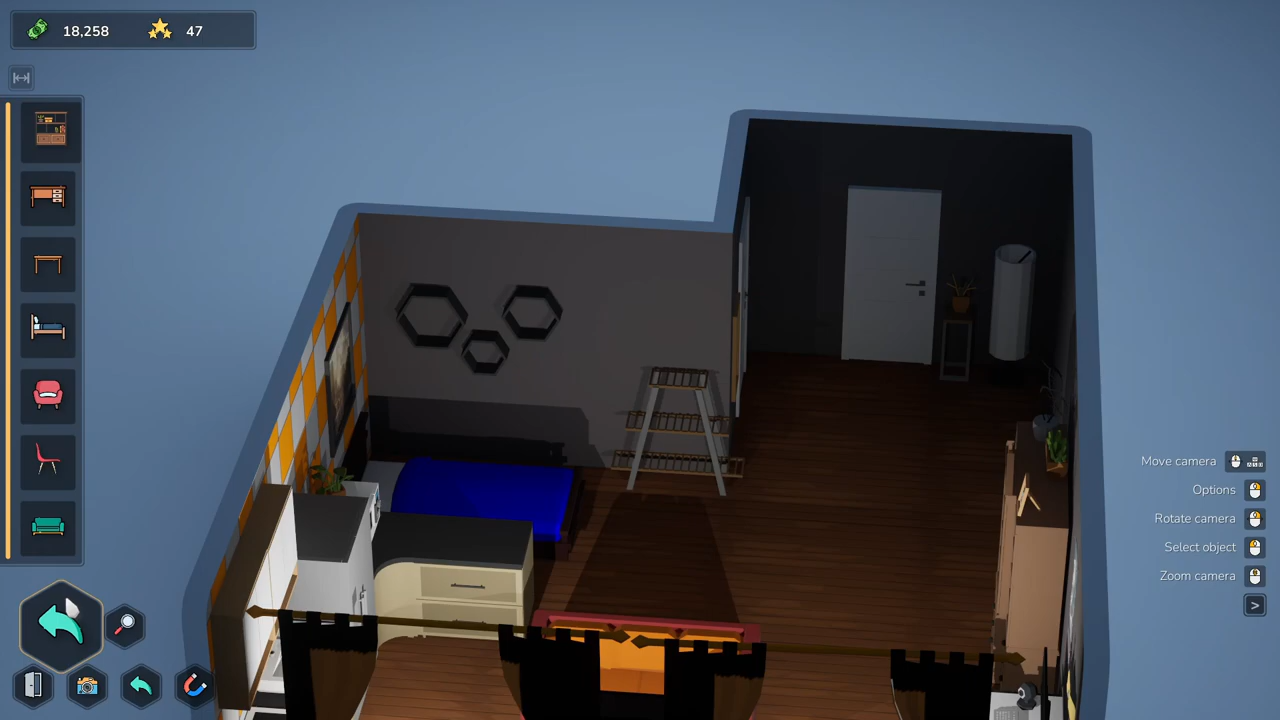 18,258
47
Move camera
Options
Rotate camera
Select object
Zoom camera
>